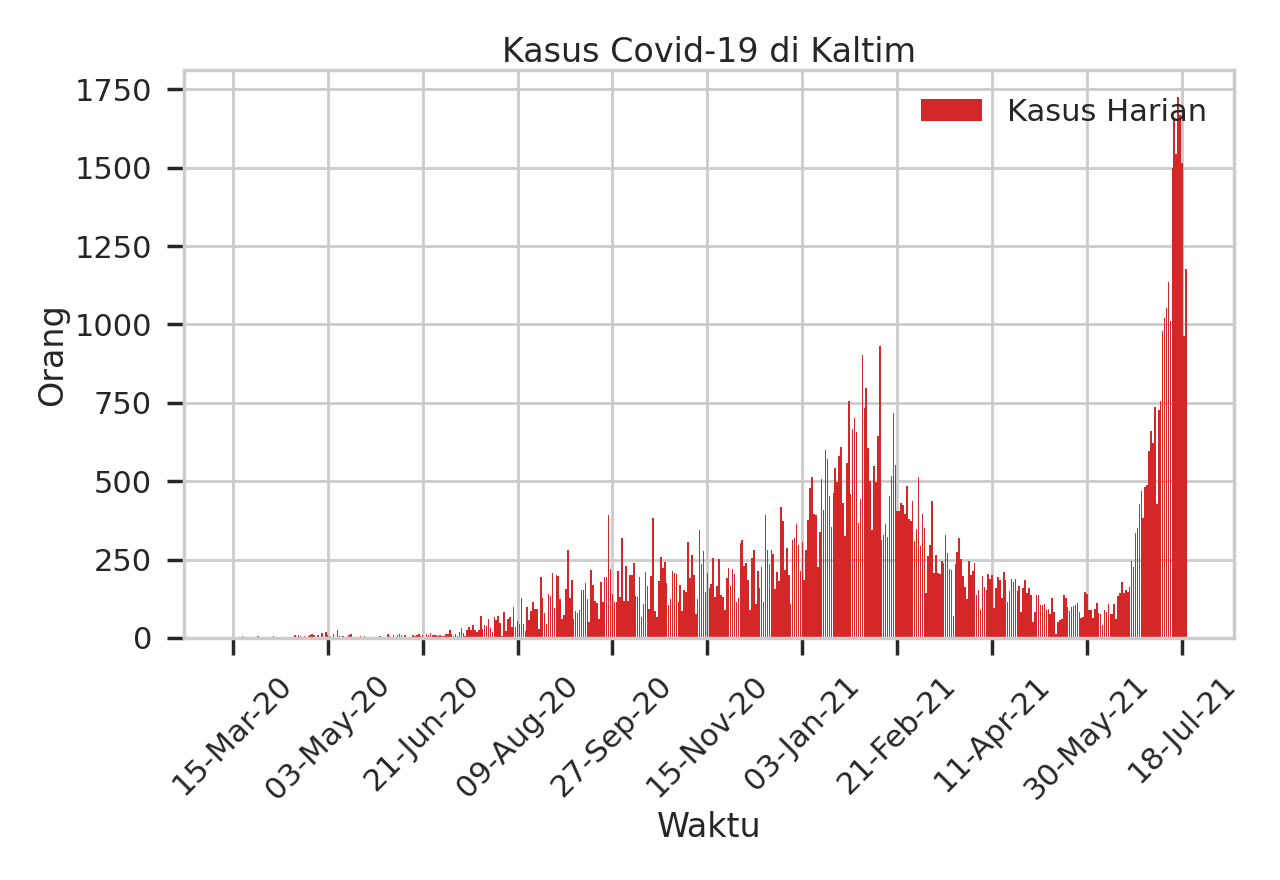 Kasus Covid-19 di Kaltim
Kasus Harian
Orang
1750
1500
1250
1000
750
500
250
0
15-Mar-20
03-May-20
21-Jun-20
09-Aug-20
27-Sep-20
15-Nov-20
03-Jan-21
21-Feb-21
11-Apr-21
30-May-21
18-Jul-21
Waktu